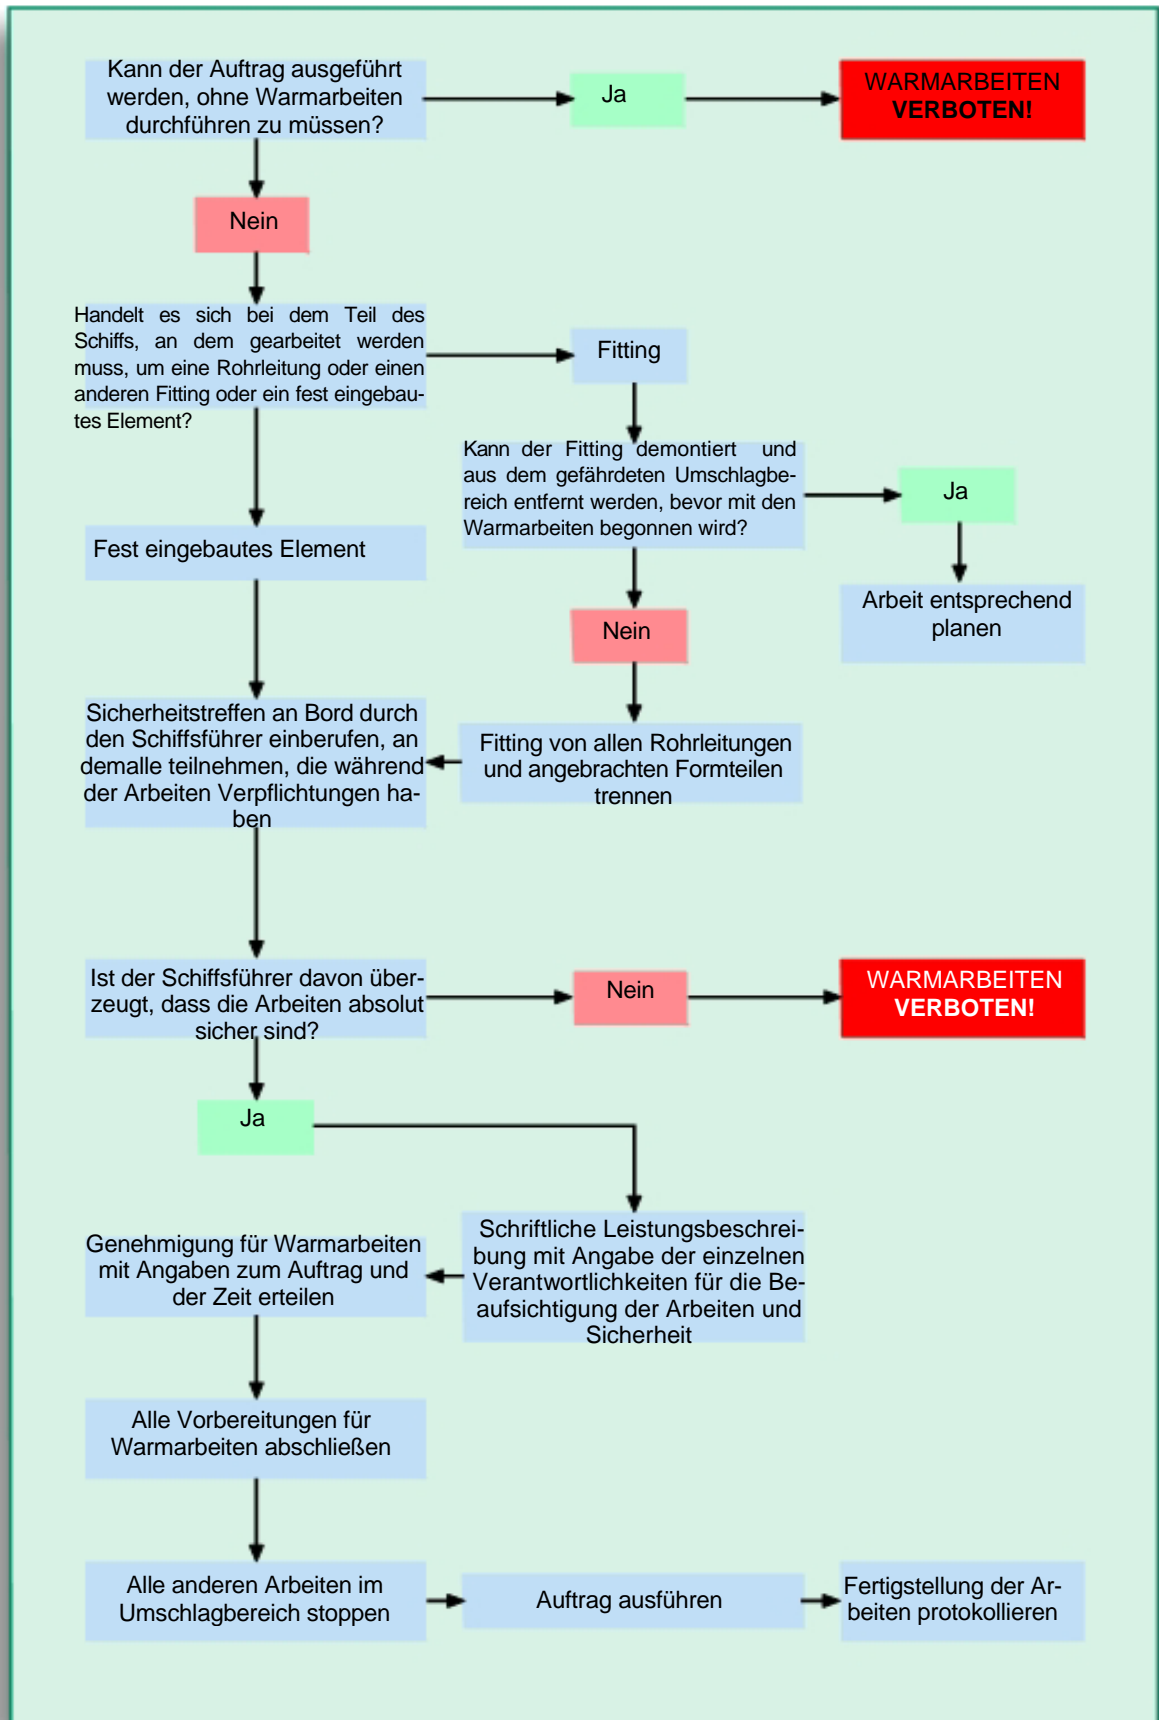 Kann der Auftrag ausgeführt
werden, ohne Warmarbeiten
durchführen zu müssen?
Ja
WARMARBEITEN
VERBOTEN!
Nein
Handelt es sich bei dem Teil des
Schiffs, an dem gearbeitet werden
muss, um eine Rohrleitung oder einen
anderen Fitting oder ein fest eingebau-
tes Element?
Fitting
Kann der Fitting demontiert und
aus dem gefährdeten Umschlagbe-
reich entfernt werden, bevor mit den
Warmarbeiten begonnen wird?
Ja
Fest eingebautes Element
Arbeit entsprechend
planen
Nein
Sicherheitstreffen an Bord durch
den Schiffsführer einberufen, an
demalle teilnehmen, die während
der Arbeiten Verpflichtungen ha-
ben
Fitting von allen Rohrleitungen
und angebrachten Formteilen
trennen
Ist der Schiffsführer davon über-
zeugt, dass die Arbeiten absolut
sicher sind?
Nein
WARMARBEITEN
VERBOTEN!
Ja
Schriftliche Leistungsbeschrei-
bung mit Angabe der einzelnen
Verantwortlichkeiten für die Be-
aufsichtigung der Arbeiten und
Sicherheit
Genehmigung für Warmarbeiten
mit Angaben zum Auftrag und
der Zeit erteilen
Alle Vorbereitungen für
Warmarbeiten abschließen
Alle anderen Arbeiten im
Umschlagbereich stoppen
Auftrag ausführen
Fertigstellung der Ar-
beiten protokollieren